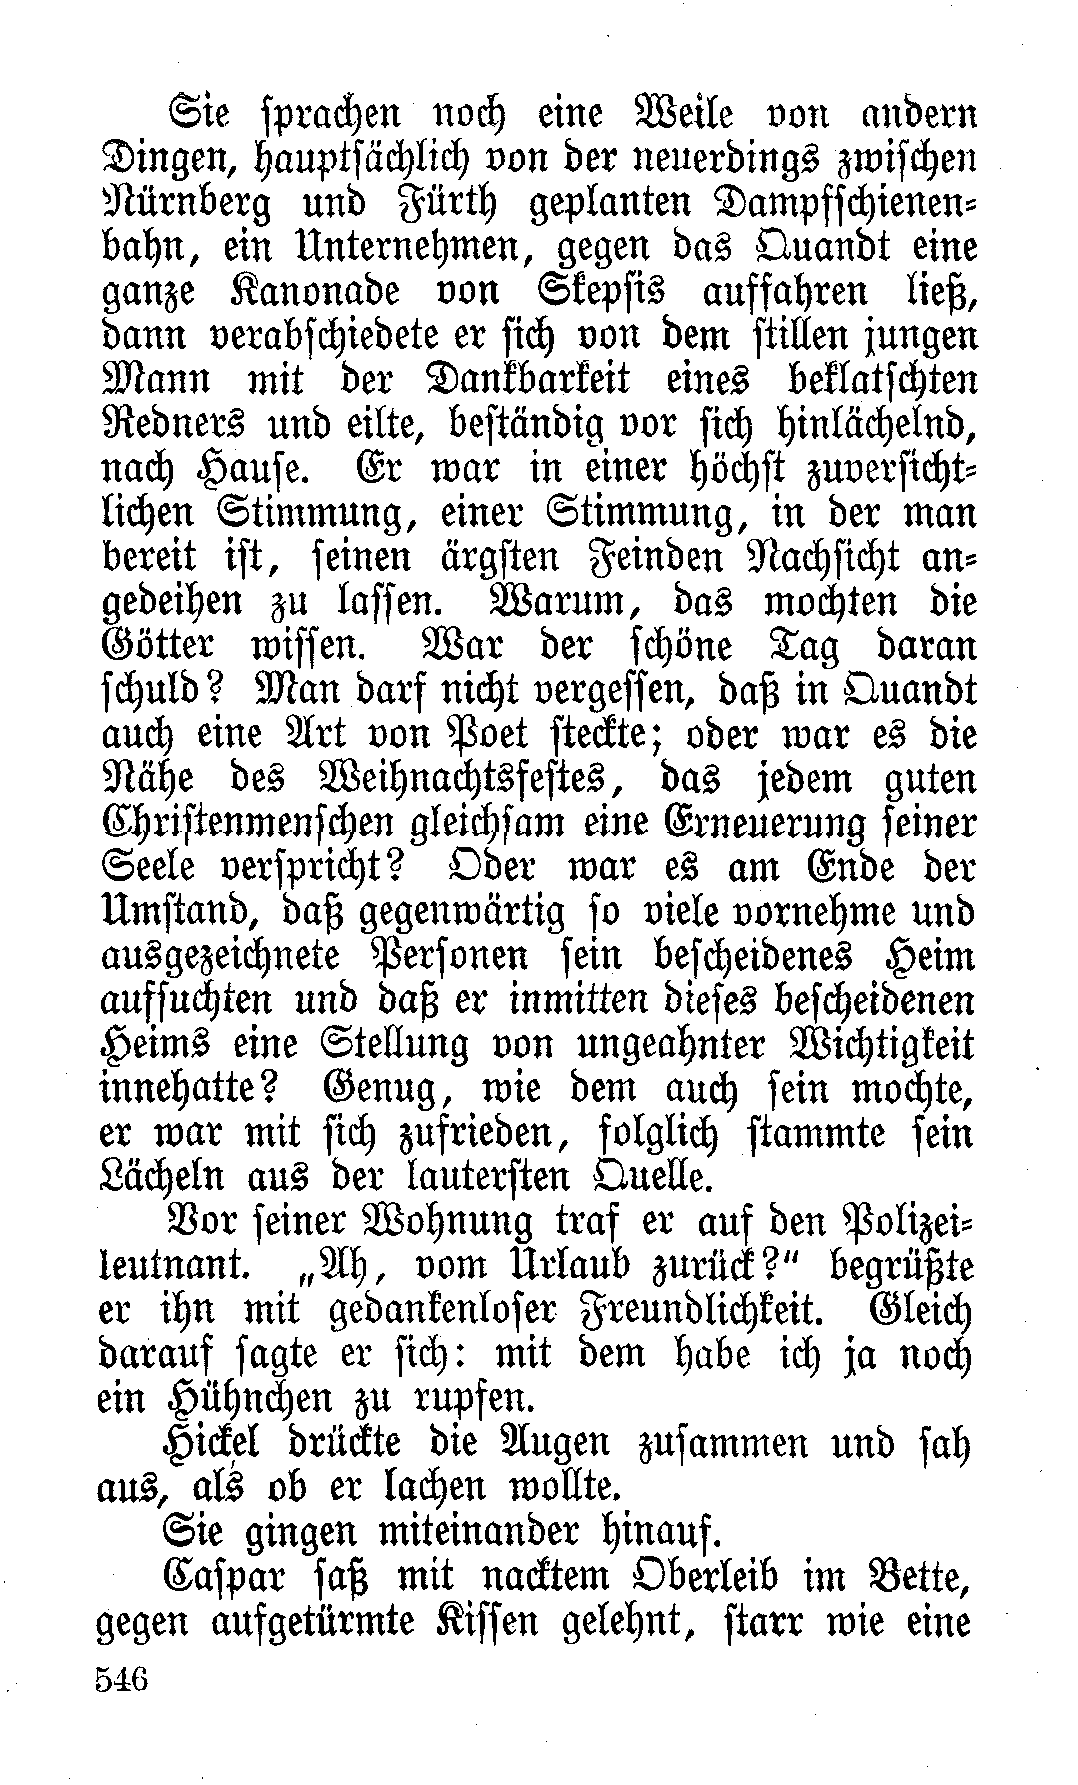 Sie sprachen noch eine Weile von andern
Dingen, hauptsächlich von der neuerdings zwischen
Nürnberg und Fürth geplanten Dampfschienen-
bahn, ein Unternehmen, gegen das Quandt eine
ganze Kanonade von Skepsis auffahren ließ,
dann verabschiedete er sich von dem stillen jungen
Mann mit der Dankbarkeit eines beklatschten
Redners und eilte, beständig vor sich hinlächelnd,
nach Hause. Er war in einer höchst zuversicht-
lichen Stimmung, einer Stimmung, in der man
bereit ist, seinen ärgsten Feinden Nachsicht an-
gedeihen zu lassen. Warum, das mochten die
Götter wissen. War der schöne Tag daran
schuld? Man darf nicht vergessen, daß in Quandt
auch eine Art von Poet steckte; oder war es die
Nähe des Weihnachtsfestes, das jedem guten
Christenmenschen gleichsam eine Erneuerung seiner
Seele verspricht? Oder war es am Ende der
Umstand, daß gegenwärtig so viele vornehme und
ausgezeichnete Personen sein bescheidenes Heim
aufsuchten und daß er inmitten dieses bescheidenen
Heims eine Stellung von ungeahnter Wichtigkeit
innehatte? Genug, wie dem auch sein mochte,
er war mit sich zufrieden, folglich stammte sein
Lächeln aus der lautersten Quelle.
Vor seiner Wohnung traf er auf den Polizei-
leutnant. „Ah, vom Urlaub zurück?" begrüßte
er ihn mit gedankenloser Freundlichkeit. Gleich
darauf sagte er sich: mit dem habe ich ja noch
ein Hühnchen zu rupfen.
Hickel drückte die Augen zusammen und sah
aus, als ob er lachen wollte.
Sie gingen miteinander hinauf.
Caspar saß mit nacktem Oberleib im Bette,
gegen aufgetürmte Kissen gelehnt, starr wie eine
546